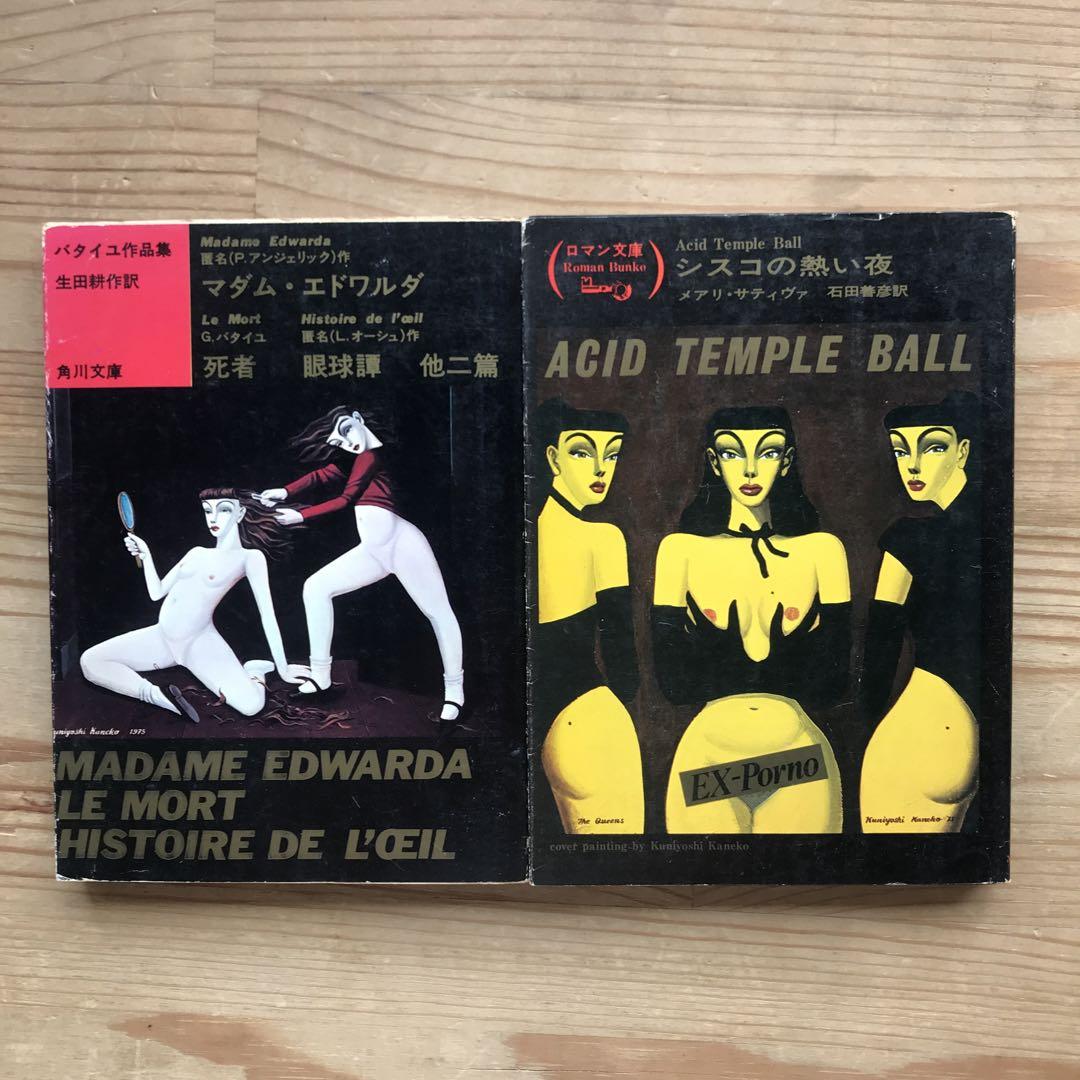 バタイユ作品集
生田耕作訳
角川文庫
Madame Edwarda
匿名(P.アンジェリック)作
マダム・エドワルダ
Le Mort Histoire de l'œil
G.バタイユ 匿名(L.オーシュ)作
死者 眼球譚 他二篇
uniyoshi Kaneko 1975
MADAME EDWARDA
LE MORT
HISTOIRE DE L'ŒIL
ロマン文庫
Roman Bunko
Acid Temple Ball
シスコの熱い夜
メアリ・サティヴァ 石田善彦訳
ACID TEMPLE BALL
EX-Porno
The Queens
Kuniyoshi Kaneko
cover painting by Kuniyoshi Kaneko